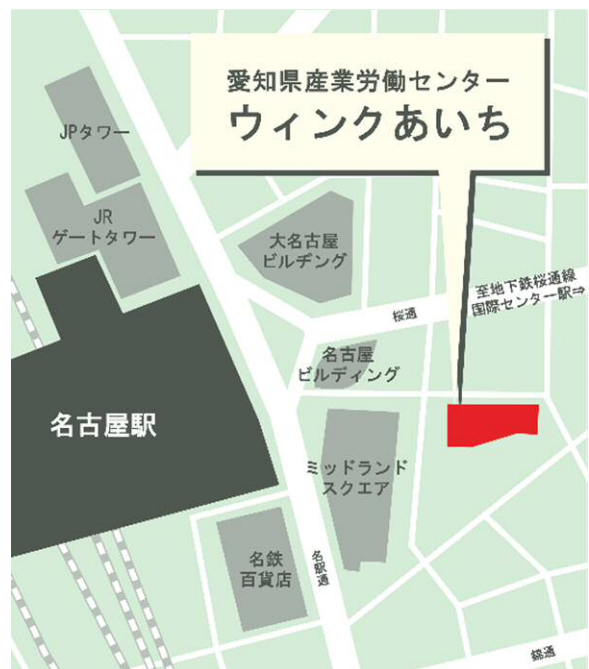 愛知県産業労働センター
ウィンクあいち
JPタワー
JR
ゲートタワー
大名古屋
ビルヂング
至地下鉄桜通線
国際センター駅⇒
桜通
名古屋
ビルディング
名古屋駅
ミッドランド
スクエア
名鉄
百貨店
名駅通
錦通